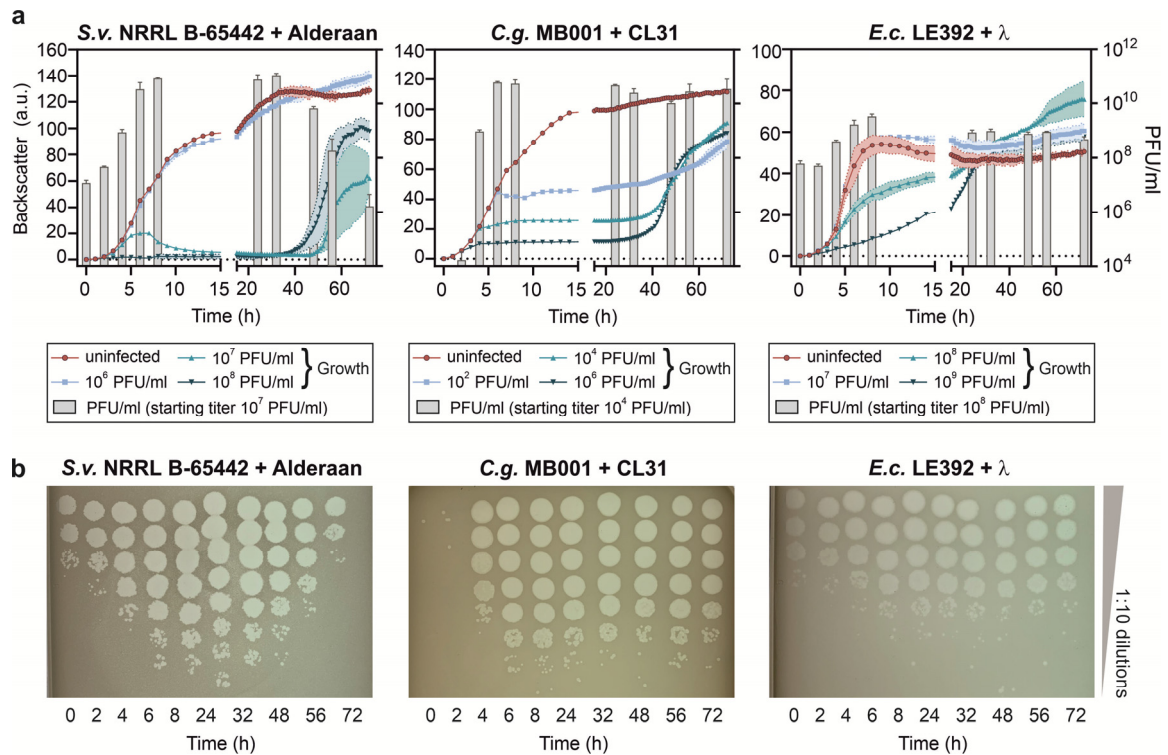 a
S.v. NRRL B-65442 + Alderaan
C.g. MB001 + CL31
E.c. LE392 + λ
Backscatter (a.u.)
160
140
120
100
80
60
40
20
0
0 5 10 15 20 40 60
Time (h)
140
120
100
80
60
40
20
0
0 5 10 15 20 40 60
Time (h)
100
80
60
40
20
0
0 5 10 15 20 40 60
Time (h)
10¹²
10¹⁰
10⁸
10⁶
10⁴
PFU/ml
uninfected 10⁷ PFU/ml
10⁶ PFU/ml 10⁸ PFU/ml } Growth
PFU/ml (starting titer 10⁷ PFU/ml)
uninfected 10⁴ PFU/ml
10² PFU/ml 10⁶ PFU/ml } Growth
PFU/ml (starting titer 10⁴ PFU/ml)
uninfected 10⁸ PFU/ml
10⁷ PFU/ml 10⁹ PFU/ml } Growth
PFU/ml (starting titer 10⁸ PFU/ml)
b
S.v. NRRL B-65442 + Alderaan
C.g. MB001 + CL31
E.c. LE392 + λ
1:10 dilutions
0 2 4 6 8 24 32 48 56 72
Time (h)
0 2 4 6 8 24 32 48 56 72
Time (h)
0 2 4 6 8 24 32 48 56 72
Time (h)